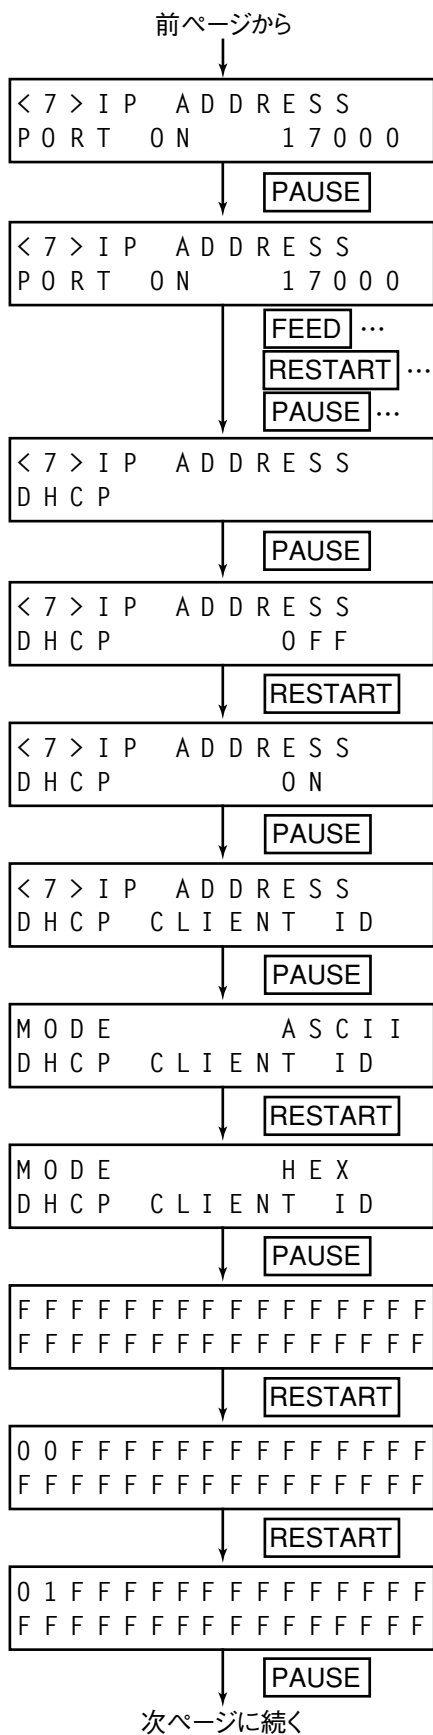 前ページから
<7>IP ADDRESS
PORT ON  17000
PAUSE
<7>IP ADDRESS
PORT ON  17000
FEED …
RESTART …
PAUSE …
<7>IP ADDRESS
DHCP
PAUSE
<7>IP ADDRESS
DHCP      OFF
RESTART
<7>IP ADDRESS
DHCP      ON
PAUSE
<7>IP ADDRESS
DHCP CLIENT ID
PAUSE
MODE      ASCII
DHCP CLIENT ID
RESTART
MODE      HEX
DHCP CLIENT ID
PAUSE
FFFFFFFFFFFFFFFF
FFFFFFFFFFFFFFFF
RESTART
00FFFFFFFFFFFFFF
FFFFFFFFFFFFFFFF
RESTART
01FFFFFFFFFFFFFF
FFFFFFFFFFFFFFFF
PAUSE
次ページに続く